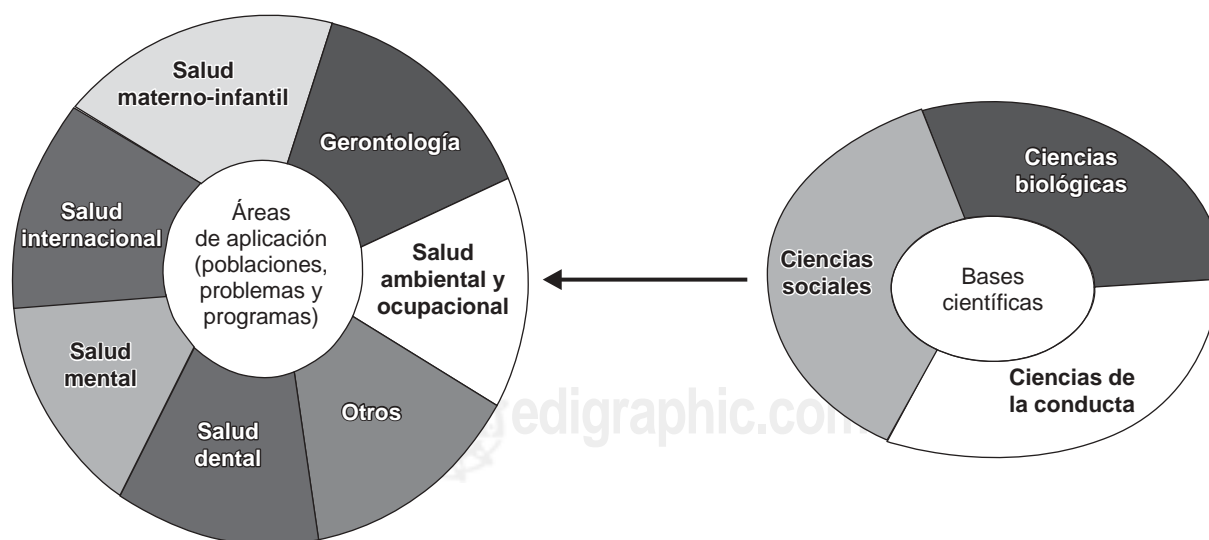 Salud
materno-infantil
Gerontología
Salud
internacional
Áreas
de aplicación
(poblaciones,
problemas y
programas)
Salud
ambiental y
ocupacional
Salud
mental
Salud
dental
Otros
Ciencias
biológicas
Ciencias
sociales
Bases
científicas
Ciencias de
la conducta
redigraphic.com